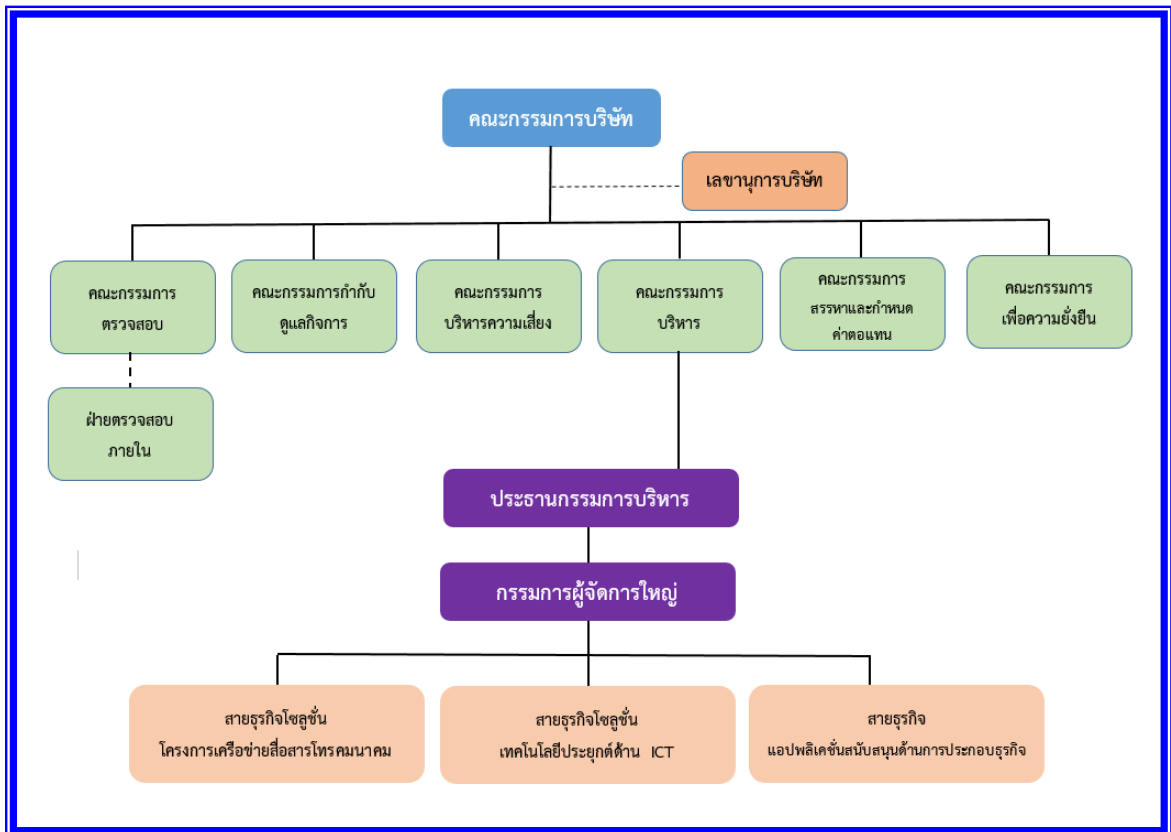 คณะกรรมการบริษัท
เลขานุการบริษัท
คณะกรรมการ
ตรวจสอบ
คณะกรรมการกำกับ
ดูแลกิจการ
คณะกรรมการ
บริหารความเสี่ยง
คณะกรรมการ
บริหาร
คณะกรรมการ
สรรหาและกำหนด
ค่าตอแทน
คณะกรรมการ
เพื่อความยั่งยืน
ฝ่ายตรวจสอบ
ภายใน
ประธานกรรมการบริหาร
กรรมการผู้จัดการใหญ่
สายธุรกิจโซลูชั่น
โครงการเครือข่ายสื่อสารโทรคมนาคม
สายธุรกิจโซลูชั่น
เทคโนโลยีประยุกต์ด้าน ICT
สายธุรกิจ
แอปพลิเคชั่นสนับสนุนด้านการประกอบธุรกิจ